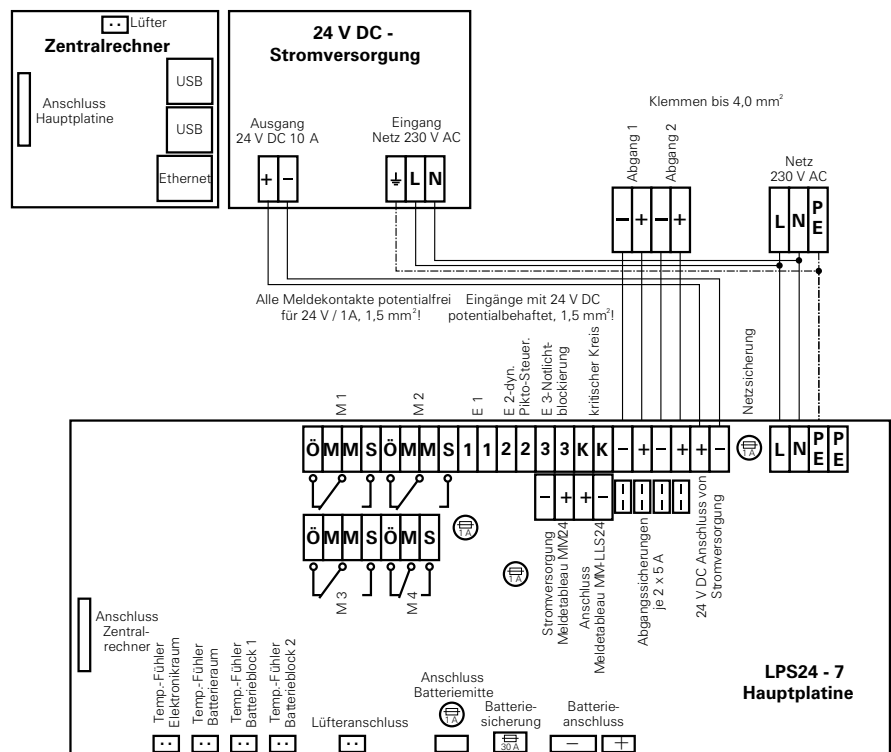 Lüfter
Zentralrechner
USB
Anschluss
Hauptplatine
USB
Ethernet
24 V DC -
Stromversorgung
Ausgang
24 V DC 10 A
Eingang
Netz 230 V AC
+ − ⏚ L N
Klemmen bis 4,0 mm²
Abgang 1
Abgang 2
− + − +
Netz
230 V AC
L N PE
Alle Meldekontakte potentialfrei
für 24 V / 1A, 1,5 mm²!
Eingänge mit 24 V DC
potentialbehaftet, 1,5 mm²!
M 1
M 2
E 1
E 2-dyn.
Pikto-Steuer.
E 3-Notlicht-
blockierung
kritischer Kreis
Netzsicherung
Ö M M S Ö M M S 1 1 2 2 3 3 K K − + − + + −
1 A
L N PE PE
− + + −
Ö M M S Ö M S
1 A
1 A
M 3
M 4
Stromversorgung
Meldetableau MM24
Anschluss
Meldetableau MM-LLS24
Abgangssicherungen
je 2 x 5 A
24 V DC Anschluss von
Stromversorgung
Anschluss
Zentral-
rechner
Temp.-Fühler
Elektronikraum
Temp.-Fühler
Batterieraum
Temp.-Fühler
Batterieblock 1
Temp.-Fühler
Batterieblock 2
Lüfteranschluss
Anschluss
Batteriemitte
1 A
Batterie-
sicherung
30 A
Batterie-
anschluss
− +
LPS24 - 7
Hauptplatine